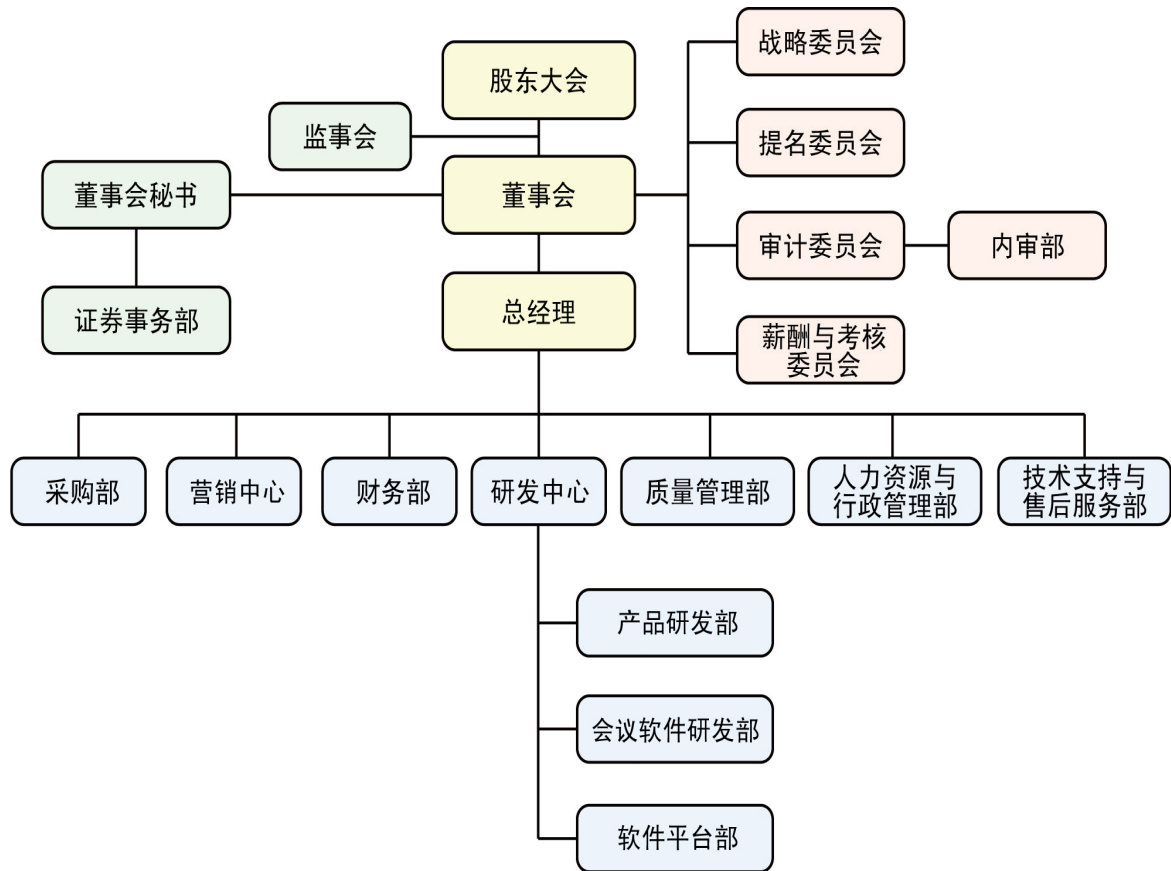 战略委员会
股东大会
监事会
提名委员会
董事会秘书
董事会
审计委员会
内审部
证券事务部
总经理
薪酬与考核
委员会
采购部
营销中心
财务部
研发中心
质量管理部
人力资源与
行政管理部
技术支持与
售后服务部
产品研发部
会议软件研发部
软件平台部